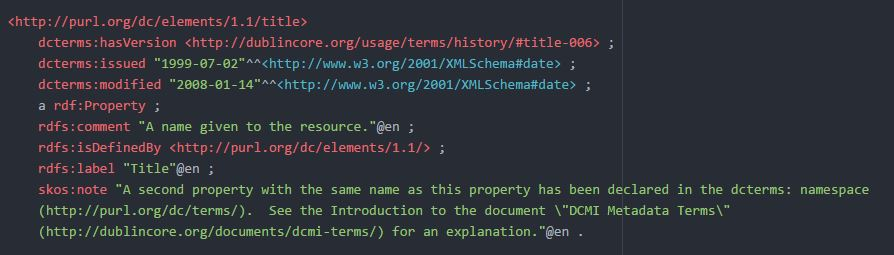 <http://purl.org/dc/elements/1.1/title>
dcterms:hasVersion <http://dublincore.org/usage/terms/history/#title-006> ;
dcterms:issued "1999-07-02"^^<http://www.w3.org/2001/XMLSchema#date> ;
dcterms:modified "2008-01-14"^^<http://www.w3.org/2001/XMLSchema#date> ;
a rdf:Property ;
rdfs:comment "A name given to the resource."@en ;
rdfs:isDefinedBy <http://purl.org/dc/elements/1.1/> ;
rdfs:label "Title"@en ;
skos:note "A second property with the same name as this property has been declared in the dcterms: namespace
(http://purl.org/dc/terms/).  See the Introduction to the document \"DCMI Metadata Terms\"
(http://dublincore.org/documents/dcmi-terms/) for an explanation."@en .